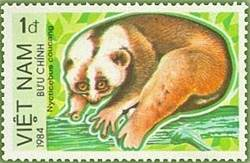 1đ
VIỆT NAM
BƯU CHÍNH
Nycticebus coucang
1984